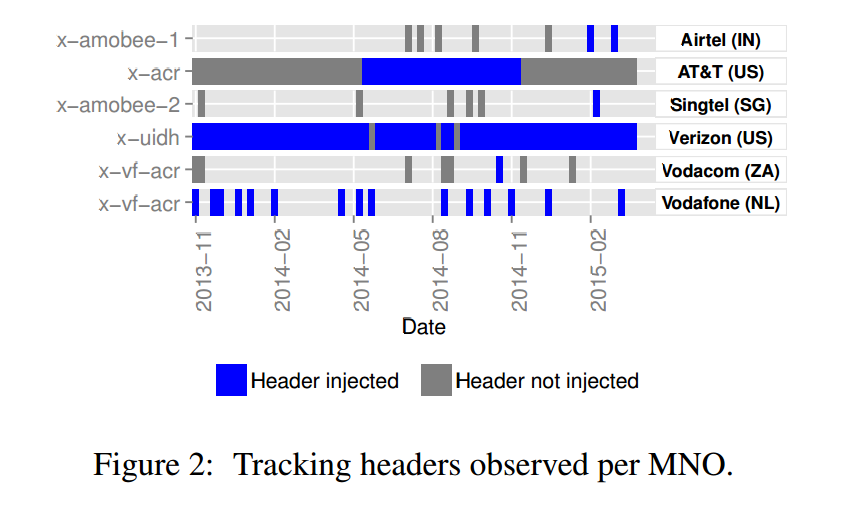 x−amobee−1 Airtel (IN)
x−acr AT&T (US)
x−amobee−2 Singtel (SG)
x−uidh Verizon (US)
x−vf−acr Vodacom (ZA)
x−vf−acr Vodafone (NL)
2013−11 2014−02 2014−05 2014−08 2014−11 2015−02
Date
Header injected Header not injected
Figure 2: Tracking headers observed per MNO.